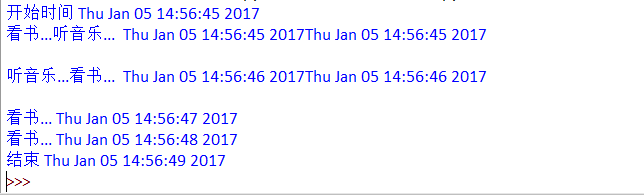 开始时间 Thu Jan 05 14:56:45 2017
看书...听音乐...  Thu Jan 05 14:56:45 2017Thu Jan 05 14:56:45 2017
听音乐...看书...  Thu Jan 05 14:56:46 2017Thu Jan 05 14:56:46 2017
看书... Thu Jan 05 14:56:47 2017
看书... Thu Jan 05 14:56:48 2017
结束 Thu Jan 05 14:56:49 2017
>>>